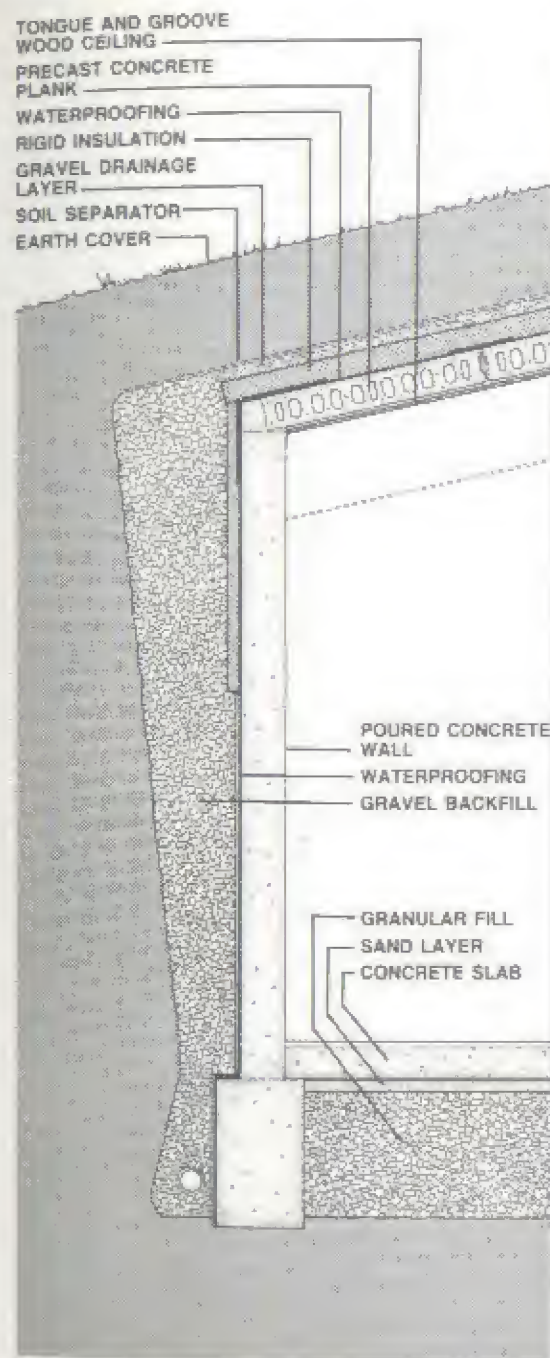 TONGUE AND GROOVE
WOOD CEILING
PRECAST CONCRETE
PLANK
WATERPROOFING
RIGID INSULATION
GRAVEL DRAINAGE
LAYER
SOIL SEPARATOR
EARTH COVER
POURED CONCRETE
WALL
WATERPROOFING
GRAVEL BACKFILL
GRANULAR FILL
SAND LAYER
CONCRETE SLAB